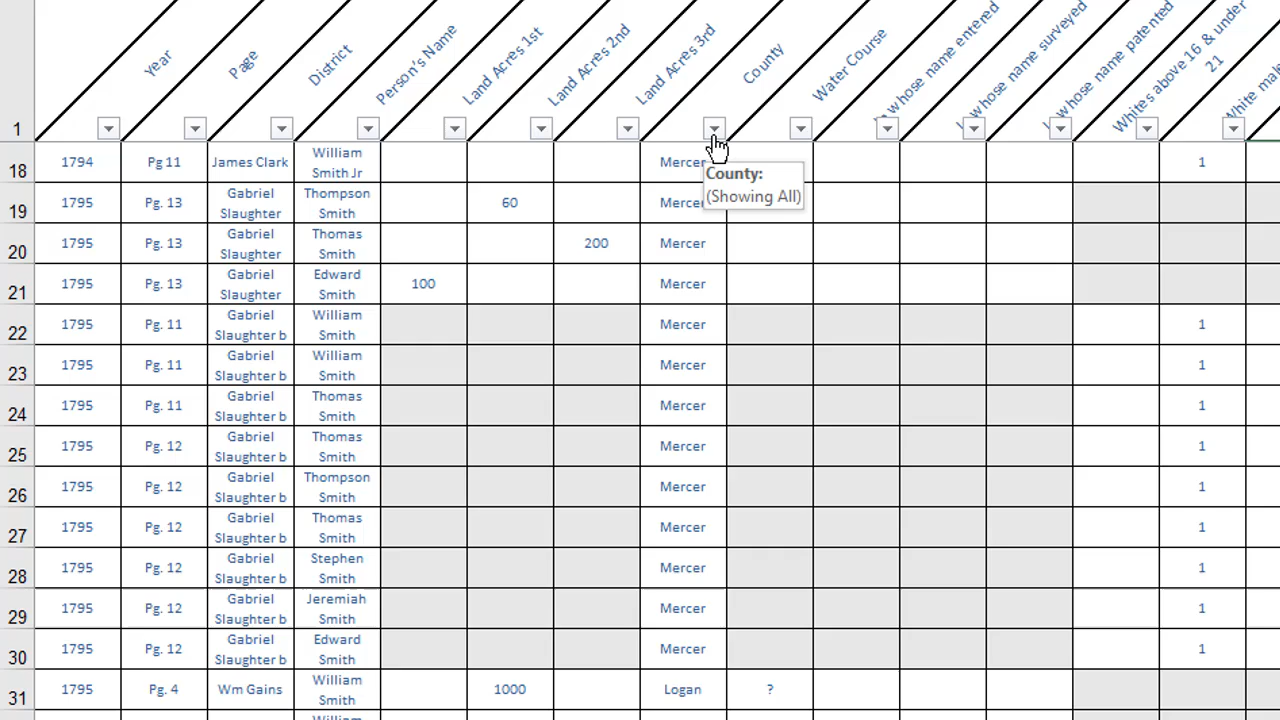 Year
Page
District
Person's Name
Land Acres 1st
Land Acres 2nd
Land Acres 3rd
County
Water Course
whose name entered
whose name surveyed
whose name patented
Whites above 16 & under
21
White male
1
18 1794 Pg 11 James Clark William Smith Jr Mercer 1
County:
(Showing All)
19 1795 Pg. 13 Gabriel Slaughter Thompson Smith 60 Mercer
20 1795 Pg. 13 Gabriel Slaughter Thomas Smith 200 Mercer
21 1795 Pg. 13 Gabriel Slaughter Edward Smith 100 Mercer
22 1795 Pg. 11 Gabriel Slaughter b William Smith Mercer 1
23 1795 Pg. 11 Gabriel Slaughter b William Smith Mercer 1
24 1795 Pg. 11 Gabriel Slaughter b Thomas Smith Mercer 1
25 1795 Pg. 12 Gabriel Slaughter b Thomas Smith Mercer 1
26 1795 Pg. 12 Gabriel Slaughter b Thompson Smith Mercer 1
27 1795 Pg. 12 Gabriel Slaughter b Thomas Smith Mercer 1
28 1795 Pg. 12 Gabriel Slaughter b Stephen Smith Mercer 1
29 1795 Pg. 12 Gabriel Slaughter b Jeremiah Smith Mercer 1
30 1795 Pg. 12 Gabriel Slaughter b Edward Smith Mercer 1
31 1795 Pg. 4 Wm Gains William Smith 1000 Logan ?
William